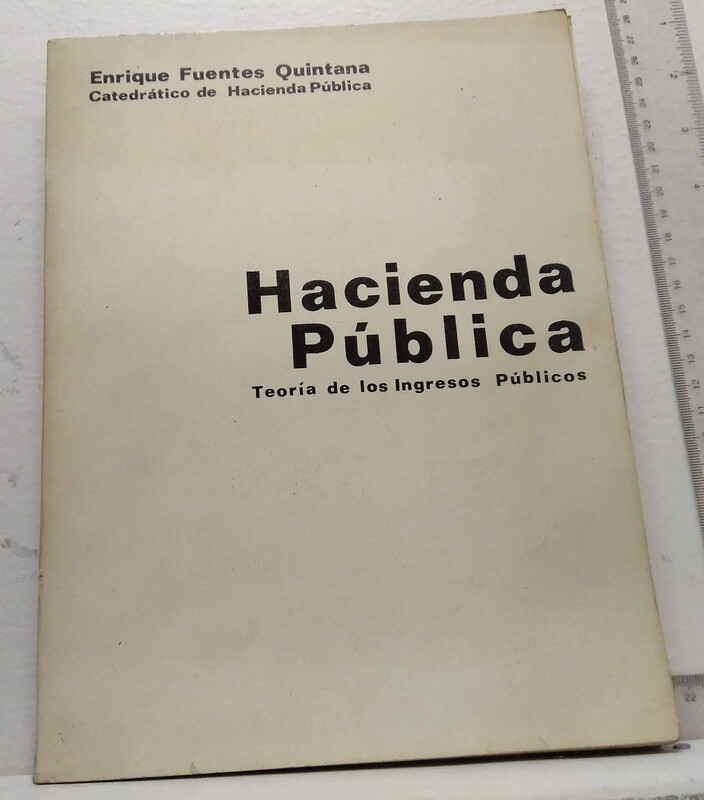 Enrique Fuentes Quintana
Catedrático de Hacienda Pública
Hacienda
Pública
Teoría de los Ingresos Públicos